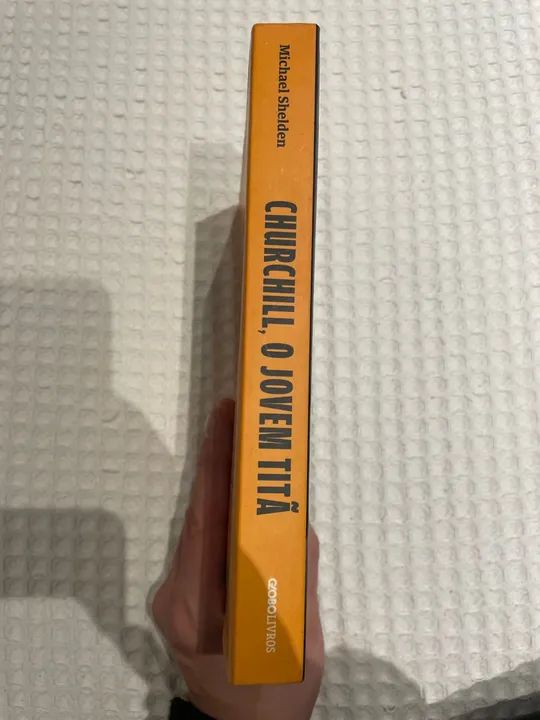 Michael Shelden
CHURCHILL, O JOVEM TITÃ
GLOBOLIVROS